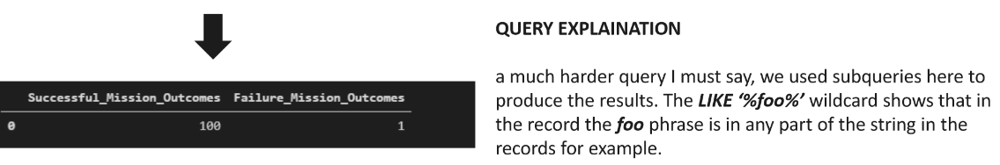 Successful_Mission_Outcomes Failure_Mission_Outcomes
0 100 1
QUERY EXPLAINATION
a much harder query I must say, we used subqueries here to
produce the results. The LIKE ‘%foo%’ wildcard shows that in
the record the foo phrase is in any part of the string in the
records for example.